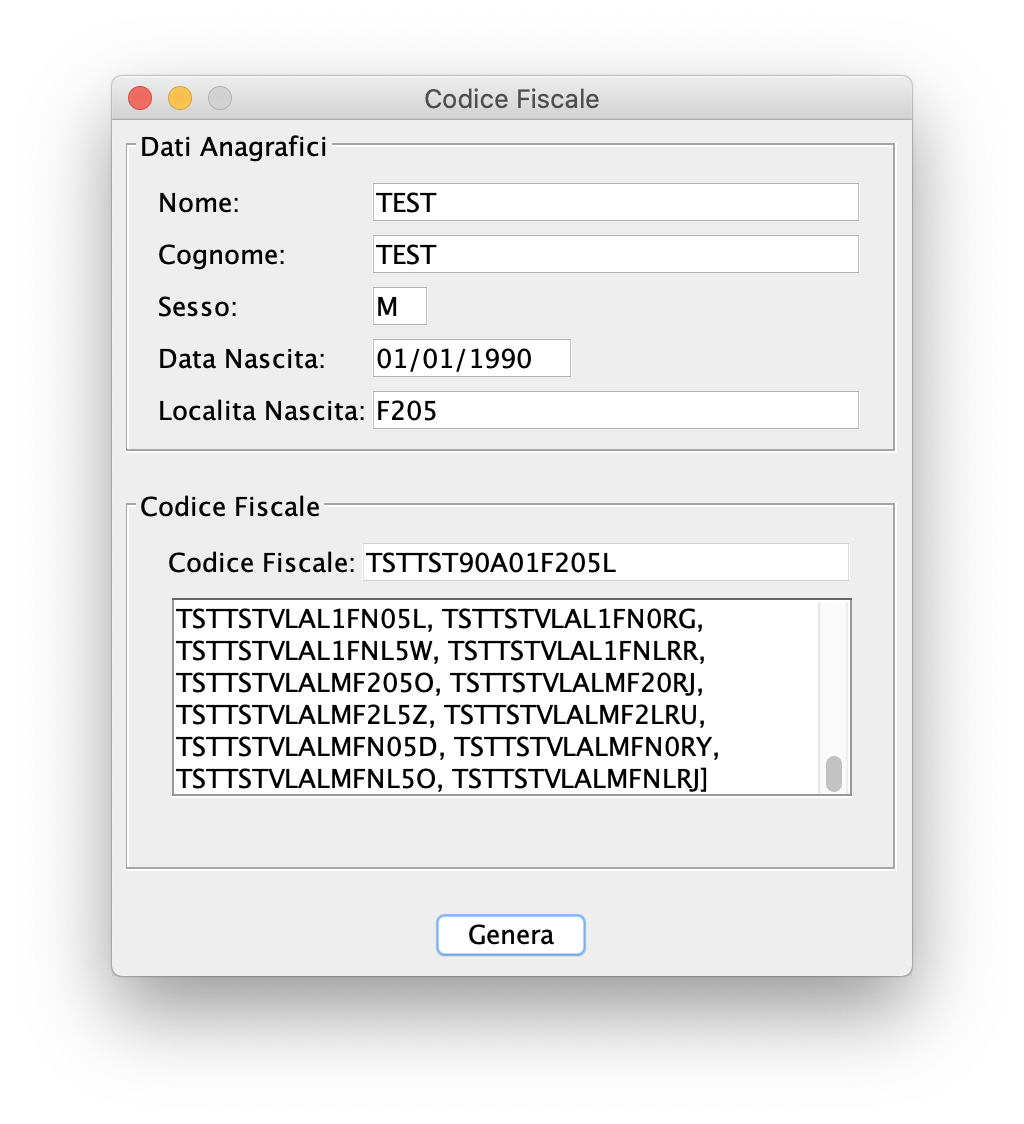 Codice Fiscale
Dati Anagrafici
Nome: TEST
Cognome: TEST
Sesso: M
Data Nascita: 01/01/1990
Localita Nascita: F205
Codice Fiscale
Codice Fiscale: TSTTST90A01F205L
TSTTSTVLAL1FN05L, TSTTSTVLAL1FN0RG,
TSTTSTVLAL1FNL5W, TSTTSTVLAL1FNLRR,
TSTTSTVLALMF205O, TSTTSTVLALMF20RJ,
TSTTSTVLALMF2L5Z, TSTTSTVLALMF2LRU,
TSTTSTVLALMFN05D, TSTTSTVLALMFN0RY,
TSTTSTVLALMFNL5O, TSTTSTVLALMFNLRJ]
Genera